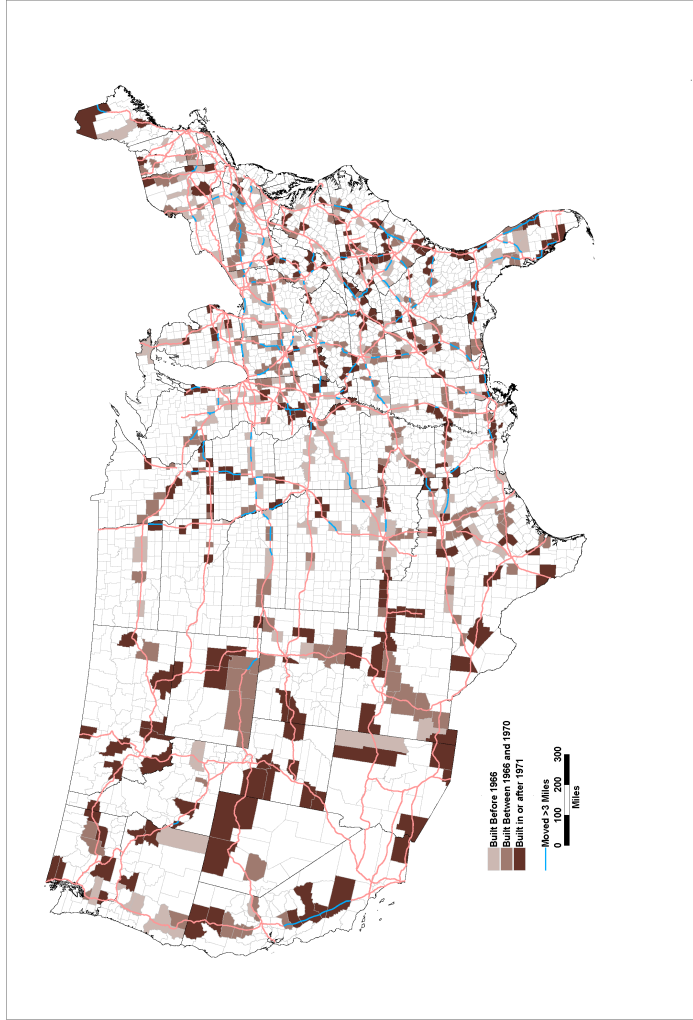 Built Before 1966
Built Between 1966 and 1970
Built in or after 1971
Moved >3 Miles
0 100 200 300
Miles